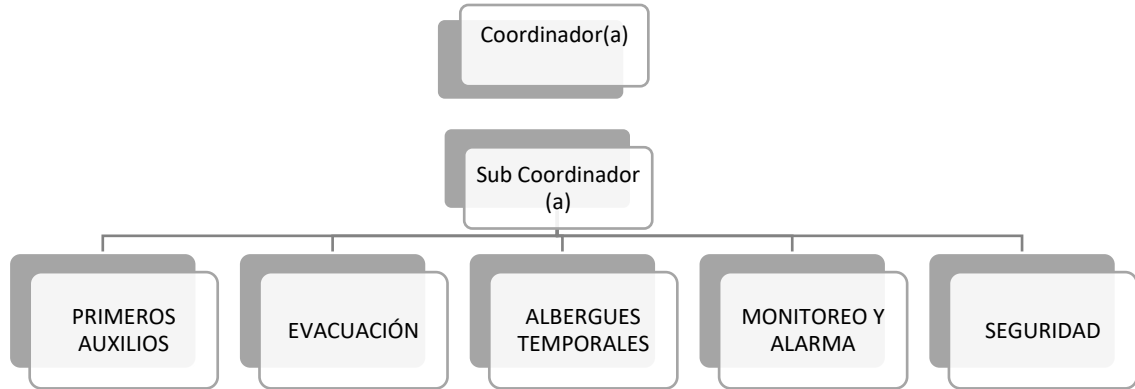 Coordinador(a)
Sub Coordinador
(a)
PRIMEROS
AUXILIOS
EVACUACIÓN
ALBERGUES
TEMPORALES
MONITOREO Y
ALARMA
SEGURIDAD